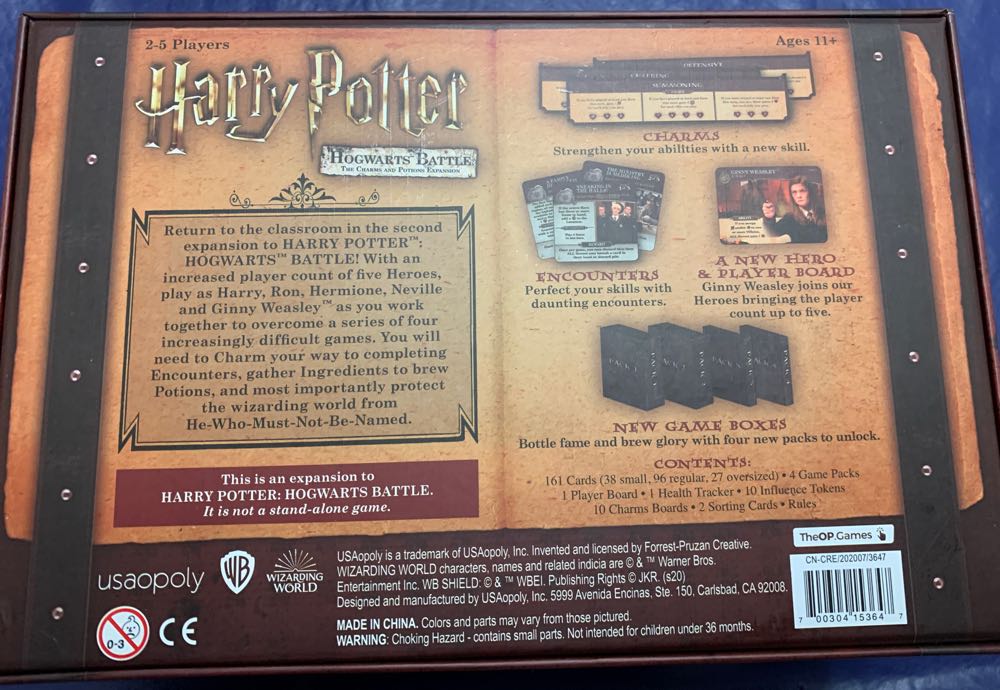 2-5 Players
Ages 11+
Harry Potter
HOGWARTS BATTLE
THE CHARMS AND POTIONS EXPANSION
Return to the classroom in the second
expansion to HARRY POTTER™:
HOGWARTS™ BATTLE! With an
increased player count of five Heroes,
play as Harry, Ron, Hermione, Neville
and Ginny Weasley™ as you work
together to overcome a series of four
increasingly difficult games. You will
need to Charm your way to completing
Encounters, gather Ingredients to brew
Potions, and most importantly protect
the wizarding world from
He-Who-Must-Not-Be-Named.
This is an expansion to
HARRY POTTER: HOGWARTS BATTLE.
It is not a stand-alone game.
DEFENSIVE
SUMMONING
CHARMS
Strengthen your abilities with a new skill.
SNEAKING IN
THE HALLS
GINNY WEASLEY
ENCOUNTERS
Perfect your skills with
daunting encounters.
A NEW HERO
& PLAYER BOARD
Ginny Weasley joins our
Heroes bringing the player
count up to five.
PACK 1
NEW GAME BOXES
Bottle fame and brew glory with four new packs to unlock.
CONTENTS:
161 Cards (38 small, 96 regular, 27 oversized) • 4 Game Packs
1 Player Board • 1 Health Tracker • 10 Influence Tokens
10 Charms Boards • 2 Sorting Cards • Rules
TheOP.Games
CN-CRE/202007/3647
7 00304 15364 7
usaopoly
WB
WIZARDING
WORLD
0-3
CE
USAopoly is a trademark of USAopoly, Inc. Invented and licensed by Forrest-Pruzan Creative.
WIZARDING WORLD characters, names and related indicia are © & ™ Warner Bros.
Entertainment Inc. WB SHIELD: © & ™ WBEI. Publishing Rights © JKR. (s20)
Designed and manufactured by USAopoly, Inc. 5999 Avenida Encinas, Ste. 150, Carlsbad, CA 92008.
MADE IN CHINA. Colors and parts may vary from those pictured.
WARNING: Choking Hazard - contains small parts. Not intended for children under 36 months.